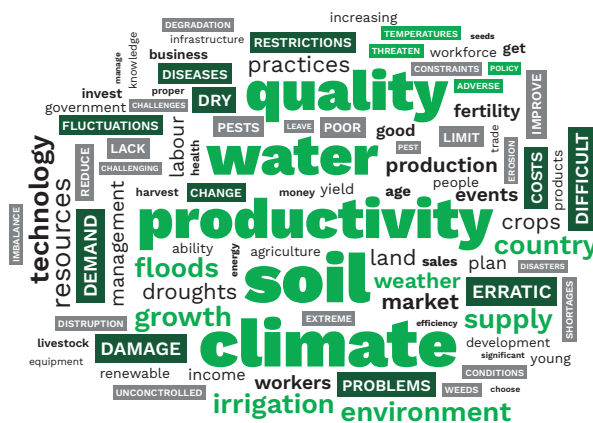 increasing
DEGRADATION
TEMPERATURES
seeds
infrastructure
RESTRICTIONS
knowledge
THREATEN
workforce
get
business
practices
manage
DISEASES
CONSTRAINTS
POLICY
invest
proper
quality
ADVERSE
IMPROVE
government
CHALLENGES
DRY
fertility
FLUCTUATIONS
labour
PESTS
LEAVE
POOR
good
LIMIT
trade
technology
REDUCE
LACK
health
water
PEST
EROSION
COSTS
products
DIFFICULT
CHALLENGING
production
people
resources
management
harvest
CHANGE
money
yield
age
events
IMBALANCE
DEMAND
productivity
crops
country
ability
energy
agriculture
land
sales
plan
DISASTERS
floods
soil
weather
droughts
market
ERRATIC
SHORTAGES
growth
EXTREME
efficiency
supply
DISTRUPTION
climate
livestock
DAMAGE
development
significant
young
equipment
renewable
income
workers
PROBLEMS
CONDITIONS
UNCONCTROLLED
WEEDS
choose
irrigation
environment